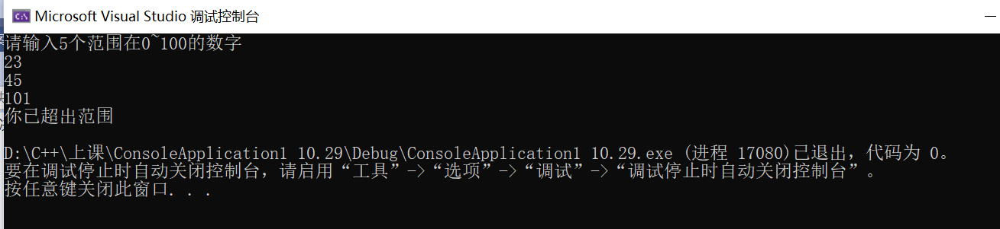 Microsoft Visual Studio 调试控制台
请输入5个范围在0~100的数字
23
45
101
你已超出范围
D:\C++\上课\ConsoleApplication1 10.29\Debug\ConsoleApplication1 10.29.exe (进程 17080)已退出，代码为 0。
要在调试停止时自动关闭控制台，请启用“工具”->“选项”->“调试”->“调试停止时自动关闭控制台”。
按任意键关闭此窗口. . .